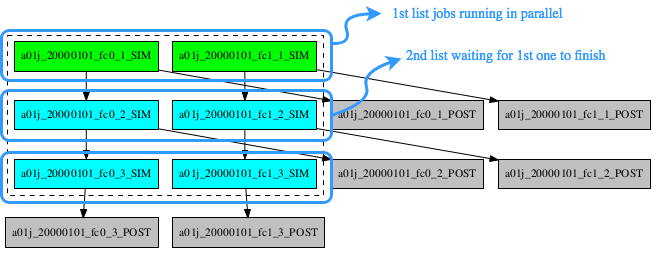 1st list jobs running in parallel
a01j_20000101_fc0_1_SIM
a01j_20000101_fc1_1_SIM
2nd list waiting for 1st one to finish
a01j_20000101_fc0_2_SIM
a01j_20000101_fc1_2_SIM
a01j_20000101_fc0_1_POST
a01j_20000101_fc1_1_POST
a01j_20000101_fc0_3_SIM
a01j_20000101_fc1_3_SIM
a01j_20000101_fc0_2_POST
a01j_20000101_fc1_2_POST
a01j_20000101_fc0_3_POST
a01j_20000101_fc1_3_POST